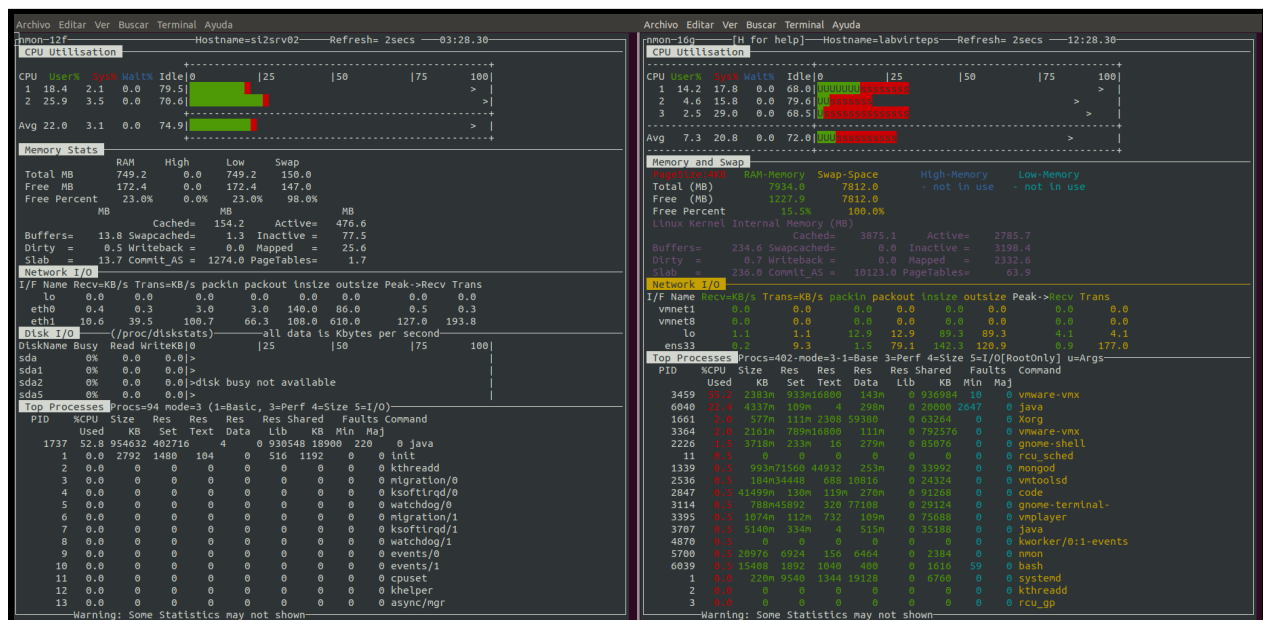 Archivo Editar Ver Buscar Terminal Ayuda
nmon-12f Hostname=si2srv02 Refresh= 2secs 03:28.30
CPU Utilisation
CPU User% Sys% Wait% Idle|0 |25 |50 |75 100|
1 18.4 2.1 0.0 79.5| > |
2 25.9 3.5 0.0 70.6| >|
Avg 22.0 3.1 0.0 74.9| > |
Memory Stats
RAM High Low Swap
Total MB 749.2 0.0 749.2 150.0
Free MB 172.4 0.0 172.4 147.0
Free Percent 23.0% 0.0% 23.0% 98.0%
MB MB MB
Cached= 154.2 Active= 476.6
Buffers= 13.8 Swapcached= 1.3 Inactive = 77.5
Dirty = 0.5 Writeback = 0.0 Mapped = 25.6
Slab = 13.7 Commit_AS = 1274.0 PageTables= 1.7
Network I/O
I/F Name Recv=KB/s Trans=KB/s packin packout insize outsize Peak->Recv Trans
lo 0.0 0.0 0.0 0.0 0.0 0.0 0.0 0.0
eth0 0.4 0.3 3.0 3.0 140.0 86.0 0.5 0.3
eth1 10.6 39.5 100.7 66.3 108.0 610.0 127.0 193.8
Disk I/O (/proc/diskstats) all data is Kbytes per second
DiskName Busy Read WriteKB|0 |25 |50 |75 100|
sda 0% 0.0 0.0|> |
sda1 0% 0.0 0.0|> |
sda2 0% 0.0 0.0|>disk busy not available |
sda5 0% 0.0 0.0|> |
Top Processes Procs=94 mode=3 (1=Basic, 3=Perf 4=Size 5=I/O)
PID %CPU Size Res Res Res Res Shared Faults Command
Used KB Set Text Data Lib KB Min Maj
1737 52.8 954632 402716 4 0 930548 18900 220 0 java
1 0.0 2792 1480 104 0 516 1192 0 0 init
2 0.0 0 0 0 0 0 0 0 0 kthreadd
3 0.0 0 0 0 0 0 0 0 0 migration/0
4 0.0 0 0 0 0 0 0 0 0 ksoftirqd/0
5 0.0 0 0 0 0 0 0 0 0 watchdog/0
6 0.0 0 0 0 0 0 0 0 0 migration/1
7 0.0 0 0 0 0 0 0 0 0 ksoftirqd/1
8 0.0 0 0 0 0 0 0 0 0 watchdog/1
9 0.0 0 0 0 0 0 0 0 0 events/0
10 0.0 0 0 0 0 0 0 0 0 events/1
11 0.0 0 0 0 0 0 0 0 0 cpuset
12 0.0 0 0 0 0 0 0 0 0 khelper
13 0.0 0 0 0 0 0 0 0 0 async/mgr
Warning: Some Statistics may not shown
Archivo Editar Ver Buscar Terminal Ayuda
nmon-16g [H for help] Hostname=labvirteps Refresh= 2secs 12:28.30
CPU Utilisation
CPU User% Sys% Wait% Idle|0 |25 |50 |75 100|
1 14.2 17.8 0.0 68.0|UUUUUUUssssssss > |
2 4.6 15.8 0.0 79.6|UUsssssss > |
3 2.5 29.0 0.0 68.5|Ussssssssssssss > |
Avg 7.3 20.8 0.0 72.0|UUUssssssssss > |
Memory and Swap
PageSize:4KB RAM-Memory Swap-Space High-Memory Low-Memory
Total (MB) 7934.0 7812.0 - not in use - not in use
Free (MB) 1227.9 7812.0
Free Percent 15.5% 100.0%
Linux Kernel Internal Memory (MB)
Cached= 3875.1 Active= 2785.7
Buffers= 234.6 Swapcached= 0.0 Inactive = 3198.4
Dirty = 0.7 Writeback = 0.0 Mapped = 2332.6
Slab = 236.0 Commit_AS = 10123.0 PageTables= 63.9
Network I/O
I/F Name Recv=KB/s Trans=KB/s packin packout insize outsize Peak->Recv Trans
vmnet1 0.0 0.0 0.0 0.0 0.0 0.0 0.0 0.0
vmnet8 0.0 0.0 0.0 0.0 0.0 0.0 0.0 0.0
lo 1.1 1.1 12.9 12.9 89.3 89.3 4.1 4.1
ens33 0.2 9.3 1.5 79.1 142.3 120.9 0.9 177.0
Top Processes Procs=402-mode=3-1=Base 3=Perf 4=Size 5=I/O[RootOnly] u=Args
PID %CPU Size Res Res Res Res Shared Faults Command
Used KB Set Text Data Lib KB Min Maj
3459 54.2 2383m 933m16800 143m 0 936984 10 0 vmware-vmx
6040 22.4 4337m 109m 4 298m 0 20000 2647 0 java
1661 2.0 577m 111m 2308 59380 0 63264 0 0 Xorg
3364 2.0 2161m 789m16800 111m 0 792576 0 0 vmware-vmx
2226 1.5 3718m 233m 16 279m 0 85076 0 0 gnome-shell
11 0.5 0 0 0 0 0 0 0 0 rcu_sched
1339 0.5 993m71560 44932 253m 0 33992 0 0 mongod
2536 0.5 184m34448 688 10816 0 24324 0 0 vmtoolsd
2847 0.5 41499m 130m 119m 270m 0 91268 0 0 code
3114 0.5 788m45892 320 77108 0 29124 0 0 gnome-terminal-
3395 0.5 1074m 112m 732 109m 0 75688 0 0 vmplayer
3707 0.5 5140m 334m 4 515m 0 35188 0 0 java
4870 0.5 0 0 0 0 0 0 0 0 kworker/0:1-events
5700 0.5 20976 6924 156 6464 0 2384 0 0 nmon
6039 0.5 15408 1892 1040 400 0 1616 59 0 bash
1 0.0 220m 9540 1344 19128 0 6760 0 0 systemd
2 0.0 0 0 0 0 0 0 0 0 kthreadd
3 0.0 0 0 0 0 0 0 0 0 rcu_gp
Warning: Some Statistics may not shown